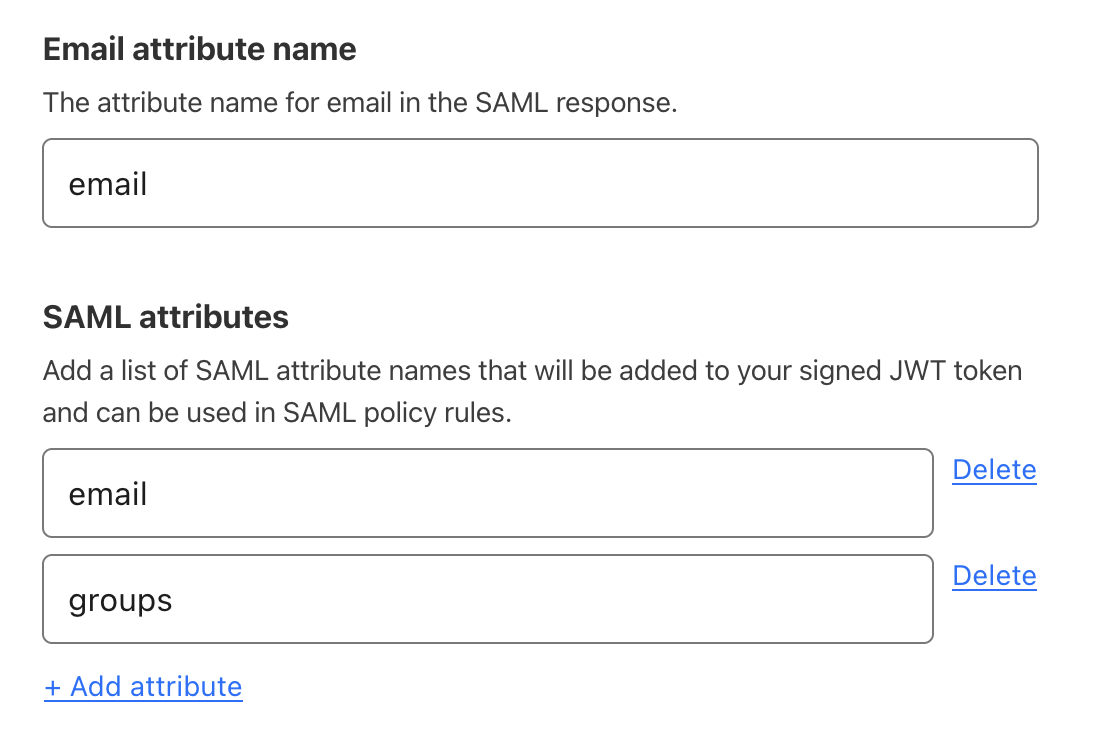 Email attribute name
The attribute name for email in the SAML response.
email
SAML attributes
Add a list of SAML attribute names that will be added to your signed JWT token
and can be used in SAML policy rules.
email
Delete
groups
Delete
+ Add attribute